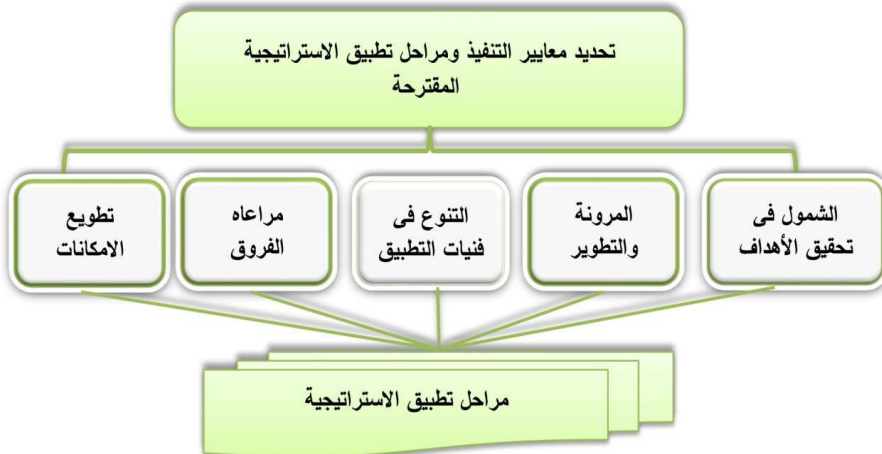 تحديد معايير التنفيذ ومراحل تطبيق الاستراتيجية
المقترحة
الشمول فى
تحقيق الأهداف
المرونة
والتطوير
التنوع فى
فنيات التطبيق
مراعاه
الفروق
تطويع
الامكانات
مراحل تطبيق الاستراتيجية